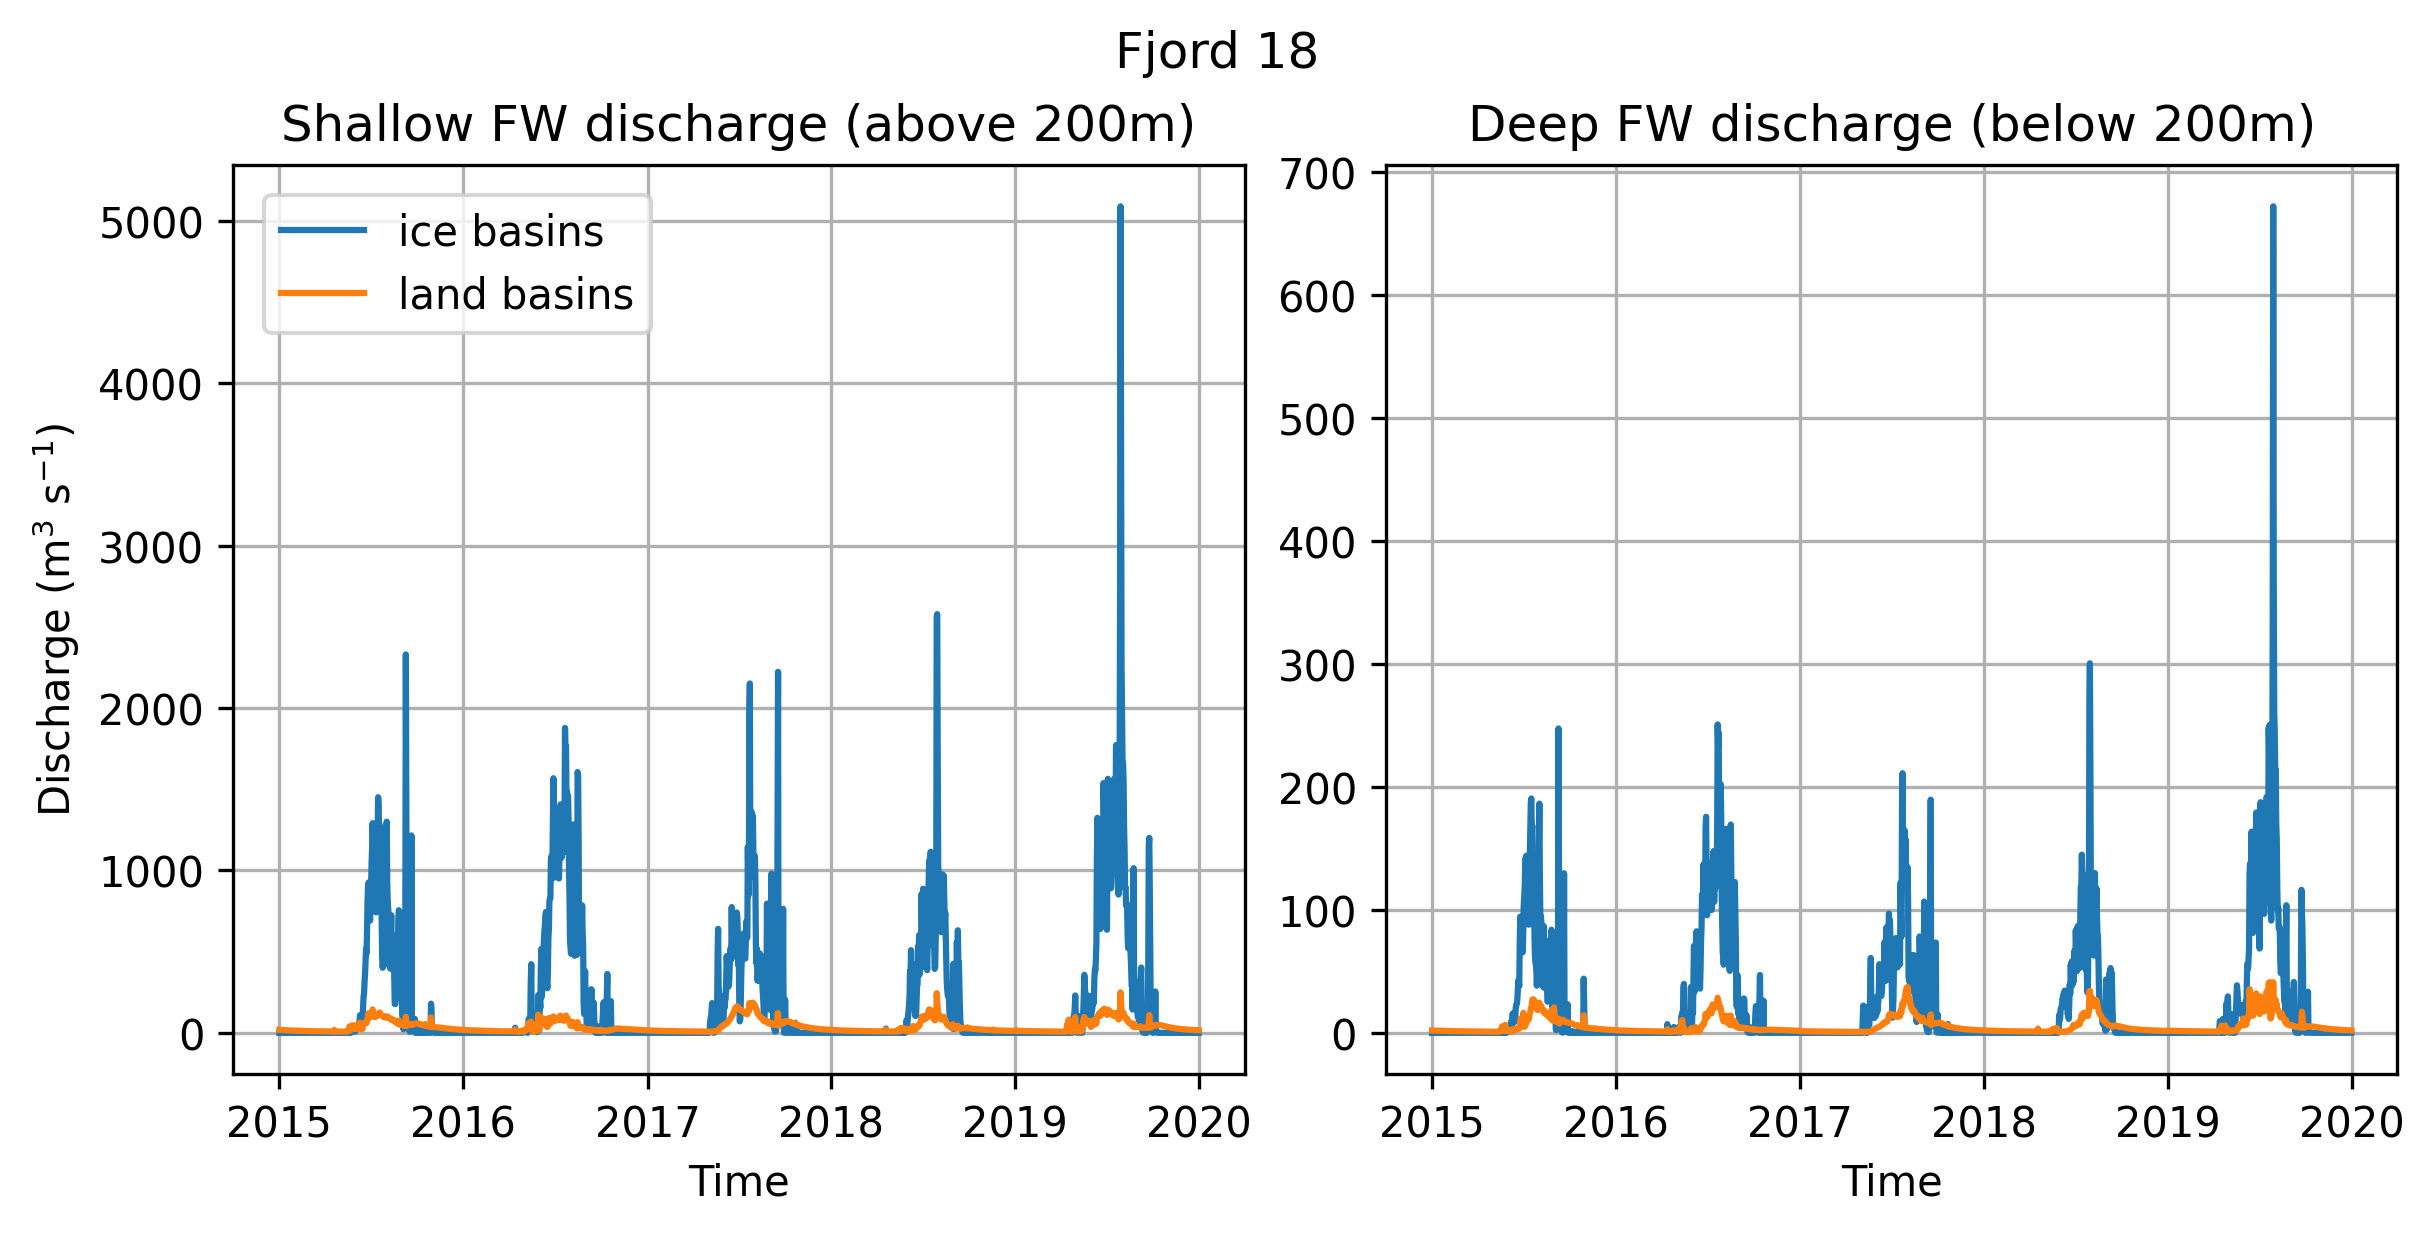 Fjord 18
Shallow FW discharge (above 200m)
Deep FW discharge (below 200m)
ice basins
land basins
Discharge (m³ s⁻¹)
5000
4000
3000
2000
1000
0
2015 2016 2017 2018 2019 2020
Time
700
600
500
400
300
200
100
0
2015 2016 2017 2018 2019 2020
Time